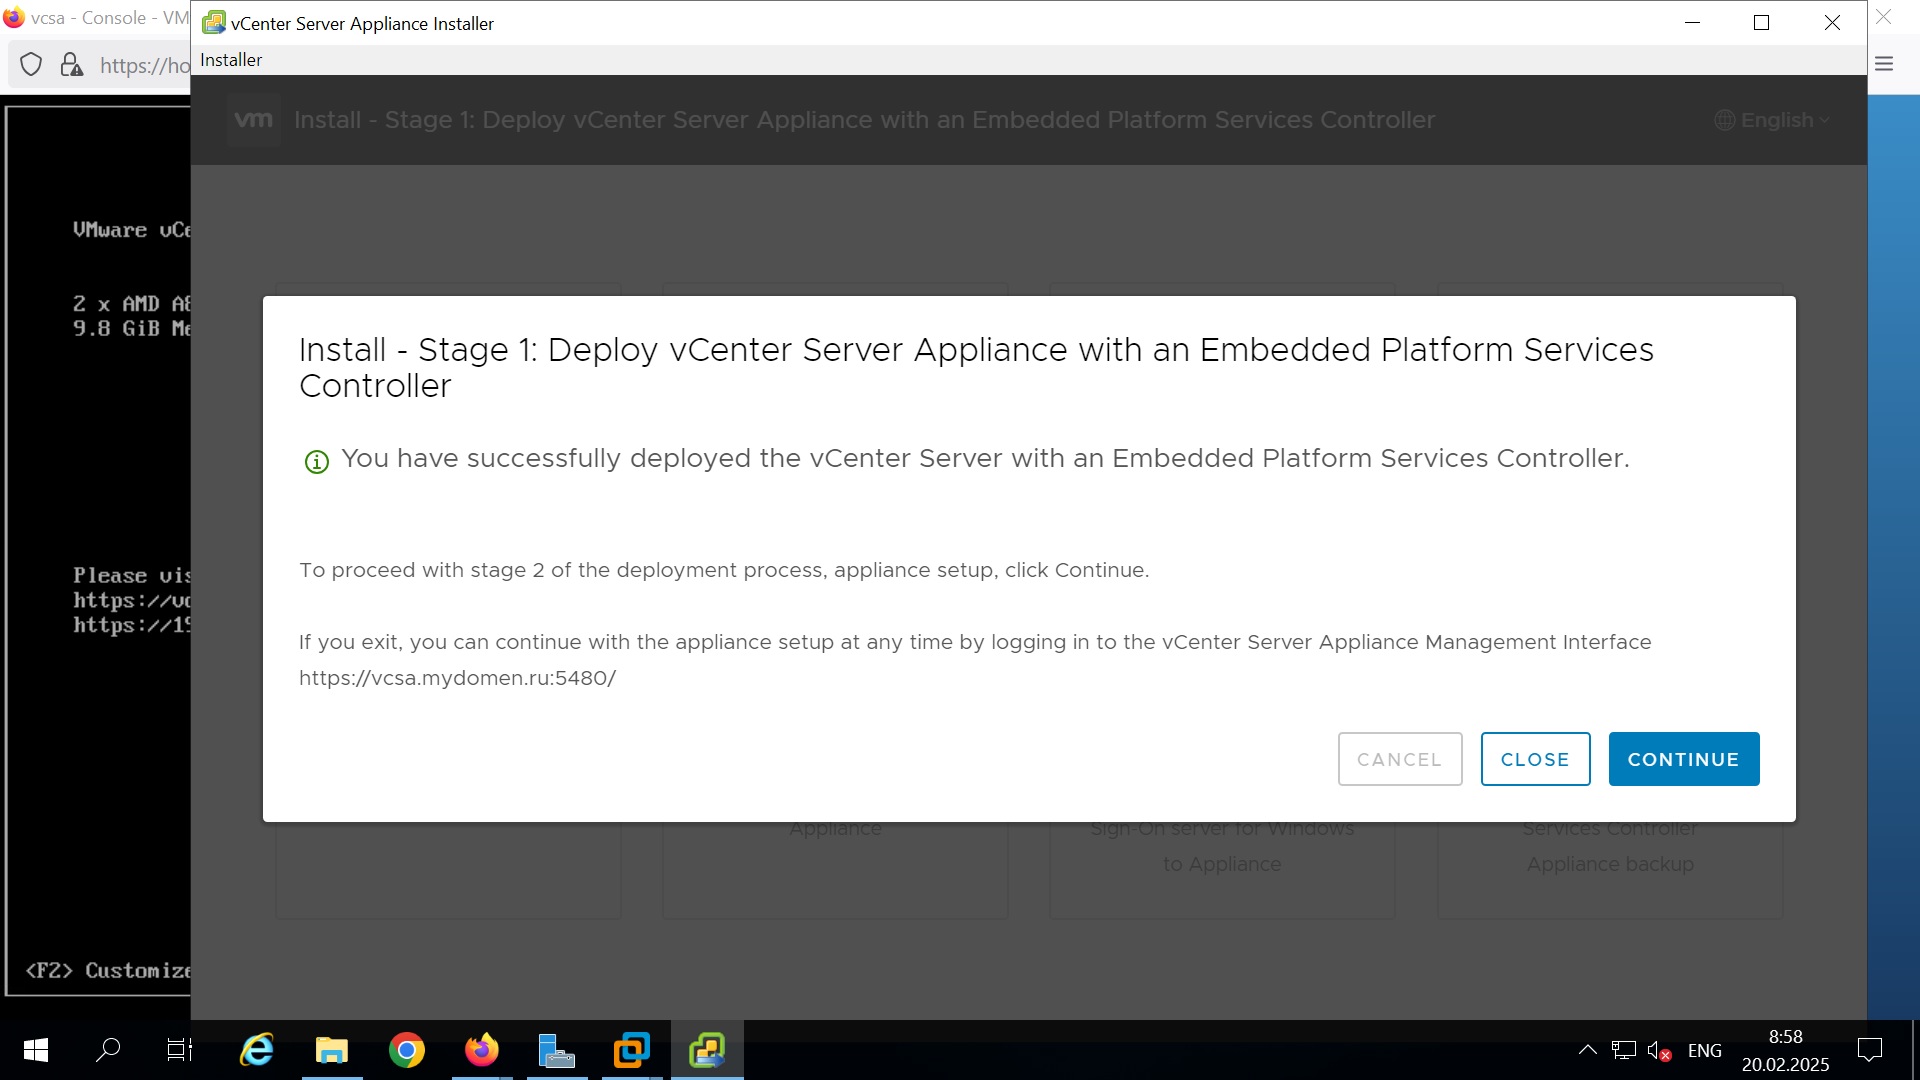 vcsa - Console - VM
vCenter Server Appliance Installer
https://ho
Installer
vm
Install - Stage 1: Deploy vCenter Server Appliance with an Embedded Platform Services Controller
English
VMware vCe
2 x AMD A8
9.8 GiB Me
Install - Stage 1: Deploy vCenter Server Appliance with an Embedded Platform Services
Controller
You have successfully deployed the vCenter Server with an Embedded Platform Services Controller.
To proceed with stage 2 of the deployment process, appliance setup, click Continue.
Please vis
https://vc
https://19
If you exit, you can continue with the appliance setup at any time by logging in to the vCenter Server Appliance Management Interface
https://vcsa.mydomen.ru:5480/
CANCEL
CLOSE
CONTINUE
Appliance
Sign-On server for Windows
to Appliance
Services Controller
Appliance backup
<F2> Customize
ENG
8:58
20.02.2025